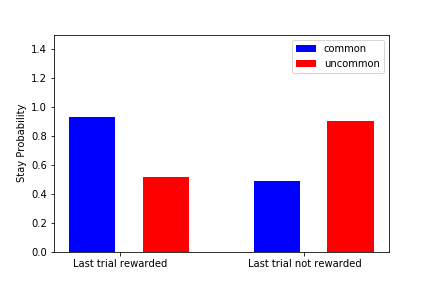 common
uncommon
Stay Probability
1.4
1.2
1.0
0.8
0.6
0.4
0.2
0.0
Last trial rewarded
Last trial not rewarded